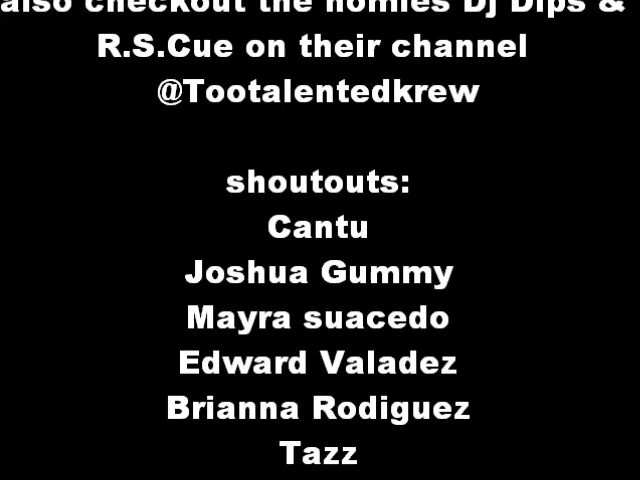 also checkout the homies Dj Dips &
R.S.Cue on their channel
@Tootalentedkrew
shoutouts:
Cantu
Joshua Gummy
Mayra suacedo
Edward Valadez
Brianna Rodiguez
Tazz